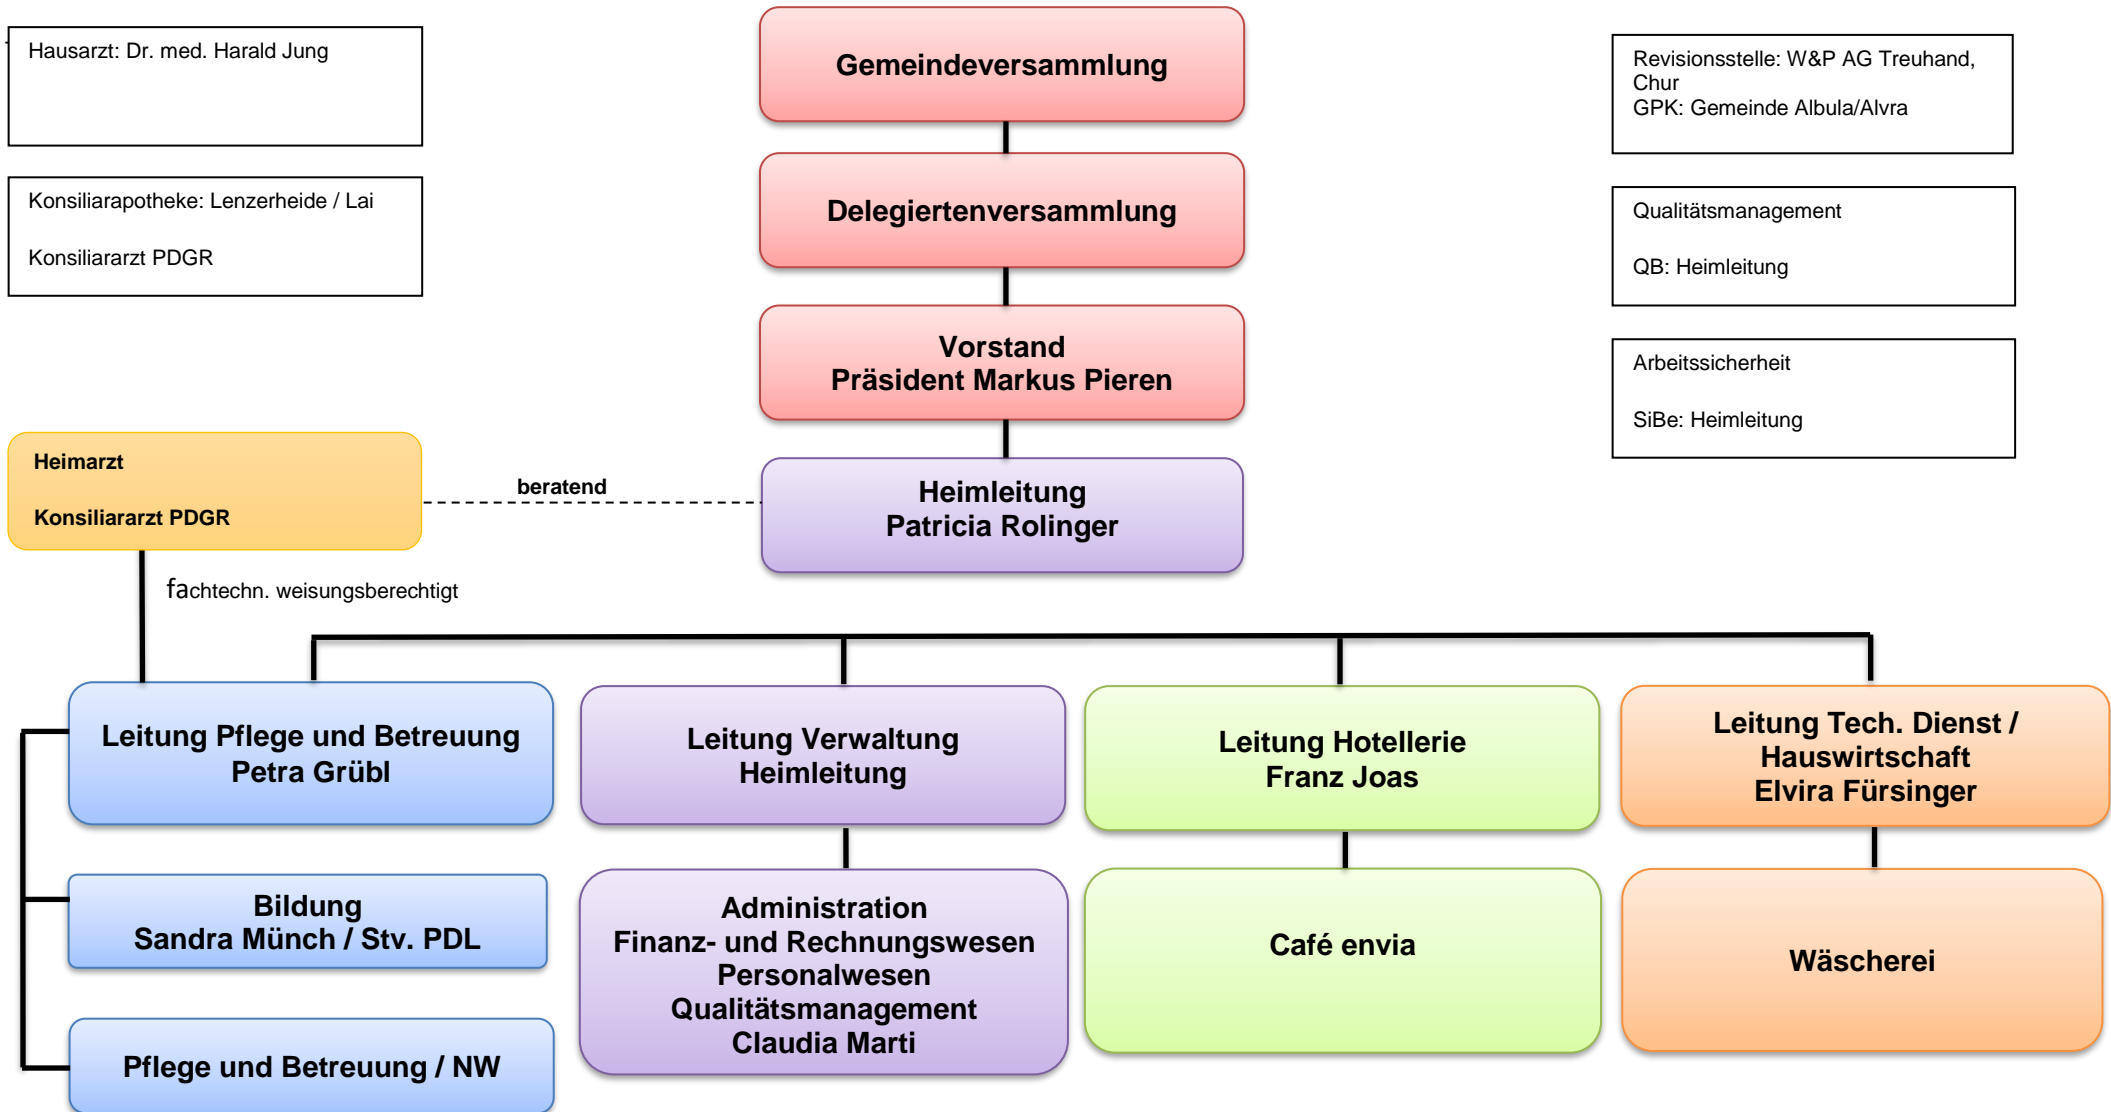 Hausarzt: Dr. med. Harald Jung
Konsiliarapotheke: Lenzerheide / Lai
Konsiliararzt PDGR
Gemeindeversammlung
Delegiertenversammlung
Vorstand
Präsident Markus Pieren
Revisionsstelle: W&P AG Treuhand,
Chur
GPK: Gemeinde Albula/Alvra
Qualitätsmanagement
QB: Heimleitung
Arbeitssicherheit
SiBe: Heimleitung
Heimarzt
Konsiliararzt PDGR
beratend
Heimleitung
Patricia Rolinger
fachtechn. weisungsberechtigt
Leitung Pflege und Betreuung
Petra Grübl
Leitung Verwaltung
Heimleitung
Leitung Hotellerie
Franz Joas
Leitung Tech. Dienst /
Hauswirtschaft
Elvira Fürsinger
Bildung
Sandra Münch / Stv. PDL
Pflege und Betreuung / NW
Administration
Finanz- und Rechnungswesen
Personalwesen
Qualitätsmanagement
Claudia Marti
Café envia
Wäscherei